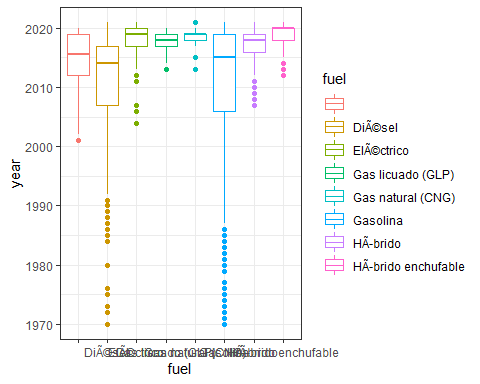 2020
2010
2000
1990
1980
1970
year
fuel
fuel
DiÃ©sel
ElÃ©ctrico
Gas licuado (GLP)
Gas natural (CNG)
Gasolina
HÃ­brido
HÃ­brido enchufable